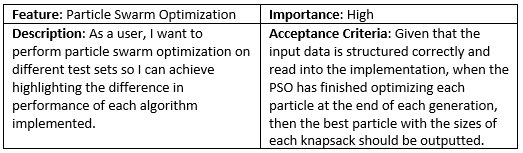 Feature: Particle Swarm Optimization
Importance: High
Description: As a user, I want to
perform particle swarm optimization on
different test sets so I can achieve
highlighting the difference in
performance of each algorithm
implemented.
Acceptance Criteria: Given that the
input data is structured correctly and
read into the implementation, when the
PSO has finished optimizing each
particle at the end of each generation,
then the best particle with the sizes of
each knapsack should be outputted.